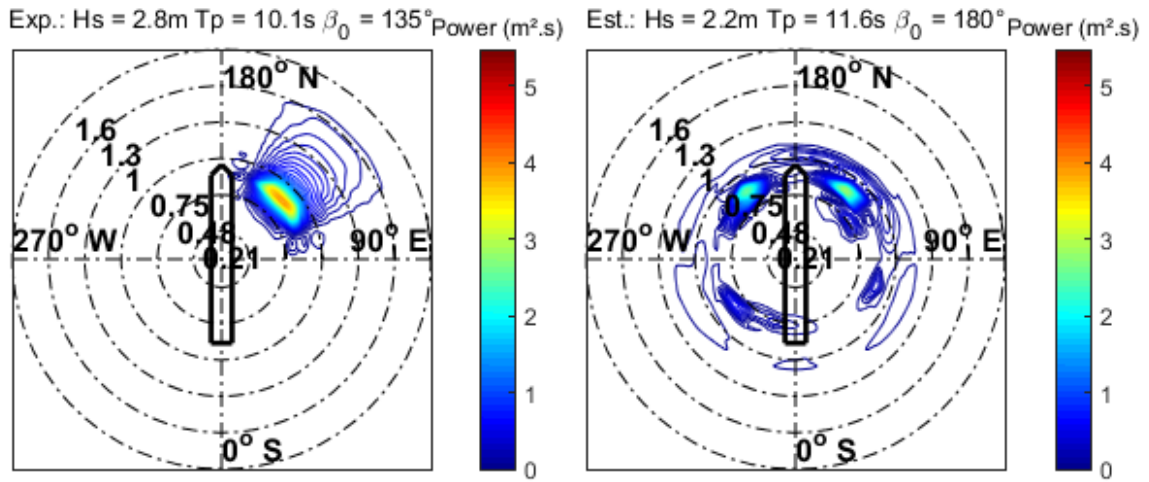 Exp.: Hs = 2.8m Tp = 10.1s β₀ = 135° Power (m².s)
180° N
1.6
1.3
1
0.75
0.48
0.21
270° W
90° E
0° S
5
4
3
2
1
0
Est.: Hs = 2.2m Tp = 11.6s β₀ = 180° Power (m².s)
180° N
1.6
1.3
1
0.75
0.48
0.21
270° W
90° E
0° S
5
4
3
2
1
0